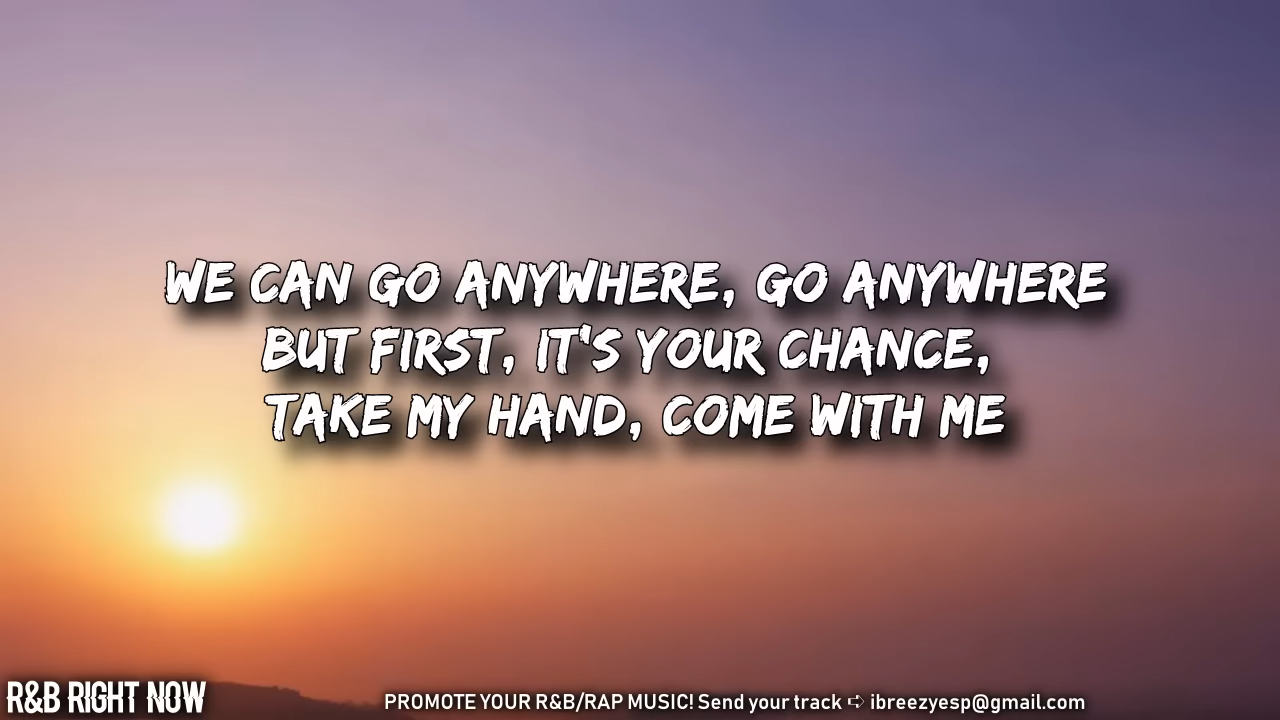 WE CAN GO ANYWHERE, GO ANYWHERE
BUT FIRST, IT'S YOUR CHANCE,
TAKE MY HAND, COME WITH ME
R&B RIGHT NOW
PROMOTE YOUR R&B/RAP MUSIC! Send your track ➪ ibreezyesp@gmail.com